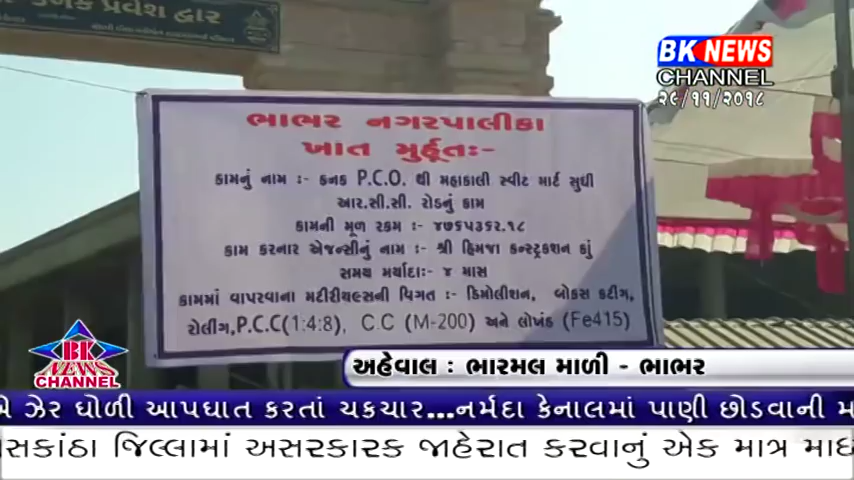 કનક પ્રવેશ દ્વાર
BK NEWS
CHANNEL
૨૯/૧૧/૨૦૧૮
ભાભર નગરપાલીકા
ખાત મુર્હૂતઃ-
કામનું નામ :- કનક P.C.O. થી મહાકાલી સ્વીટ માર્ટ સુધી
આર.સી.સી. રોડનું કામ
કામની મૂળ રકમ :- ૪૭૬૫૩૬૨.૧૮
કામ કરનાર એજન્સીનું નામ :- શ્રી હિમજા કન્સ્ટ્રકશન કું
સમય મર્યાદા:- ૪ માસ
કામમાં વાપરવાના મટીરીયલ્સની વિગત :- ડિમોલીશન, બોકસ કટીગ,
રોલીગ,P.C.C(1:4:8), C.C (M-200) અને લોખંડ (Fe415)
BK
NEWS
CHANNEL
અહેવાલ : ભારમલ માળી - ભાભર
એ ઝેર ઘોળી આપઘાત કરતાં ચકચાર...નર્મદા કેનાલમાં પાણી છોડવાની મ
સકાંઠા જિલ્લામાં અસરકારક જાહેરાત કરવાનું એક માત્ર માધ્